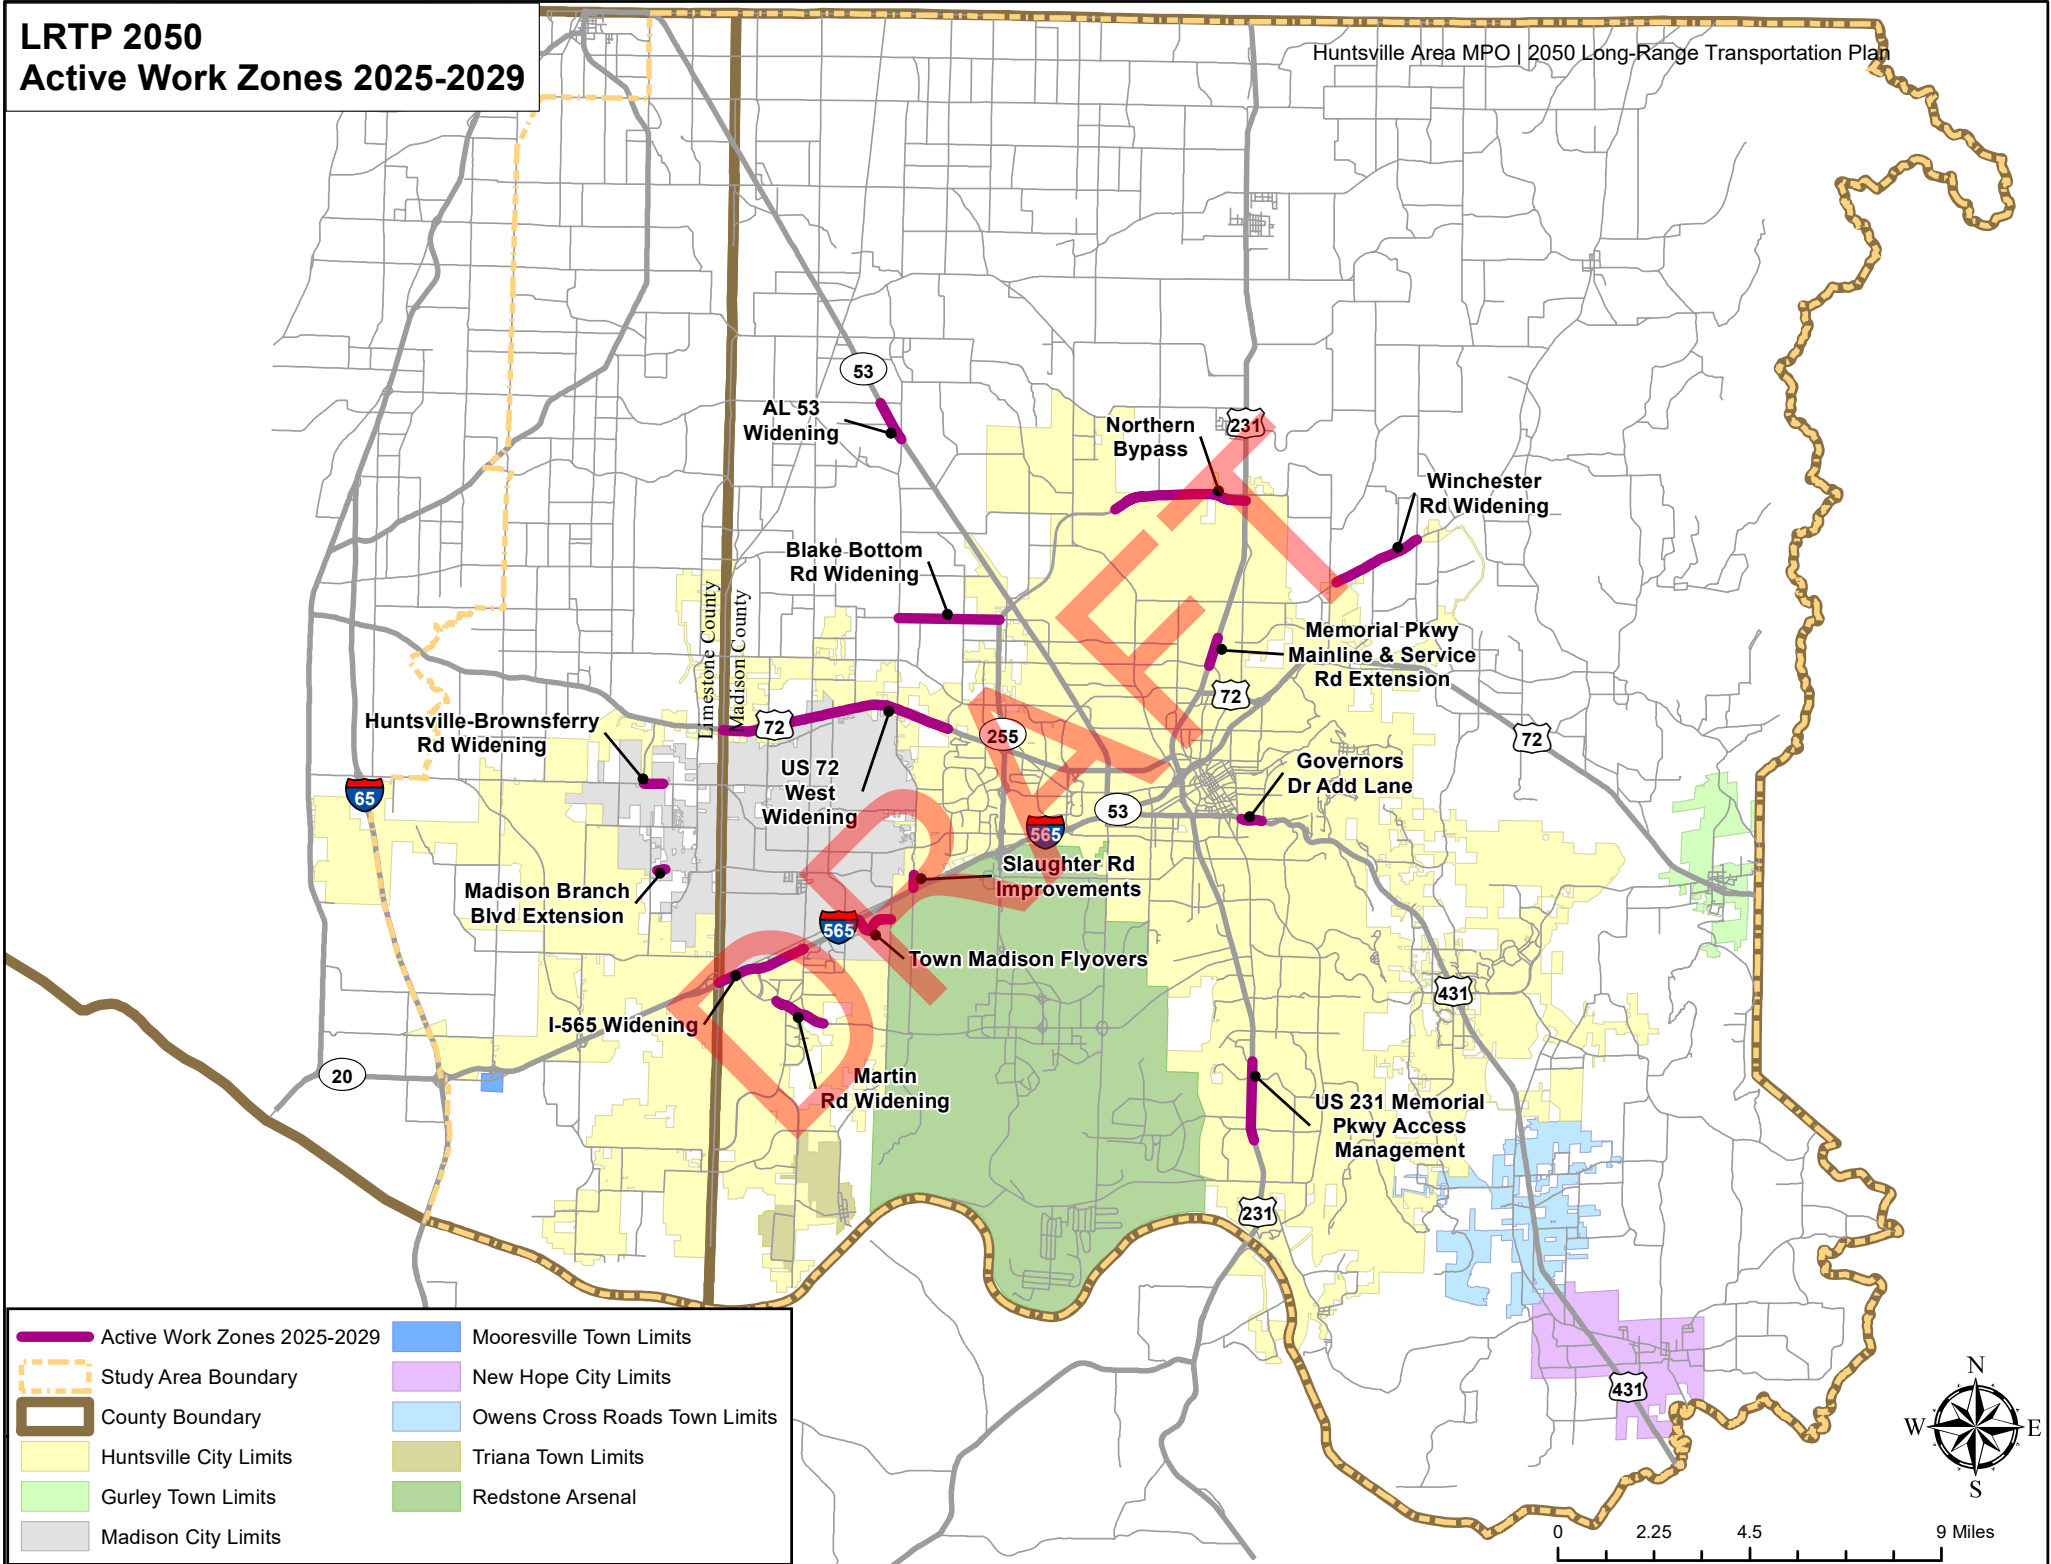 LRTP 2050
Active Work Zones 2025-2029
Huntsville Area MPO | 2050 Long-Range Transportation Plan
53
AL 53
Widening
Northern
Bypass
231
Winchester
Rd Widening
Blake Bottom
Rd Widening
Limestone County
Madison County
Memorial Pkwy
Mainline & Service
Rd Extension
72
Huntsville-Brownsferry
Rd Widening
72
255
72
US 72
West
Widening
Governors
Dr Add Lane
65
53
565
Slaughter Rd
Improvements
Madison Branch
Blvd Extension
565
Town Madison Flyovers
431
I-565 Widening
20
Martin
Rd Widening
US 231 Memorial
Pkwy Access
Management
231
431
DRAFT
Active Work Zones 2025-2029
Study Area Boundary
County Boundary
Huntsville City Limits
Gurley Town Limits
Madison City Limits
Mooresville Town Limits
New Hope City Limits
Owens Cross Roads Town Limits
Triana Town Limits
Redstone Arsenal
N
W
E
S
0 2.25 4.5 9 Miles